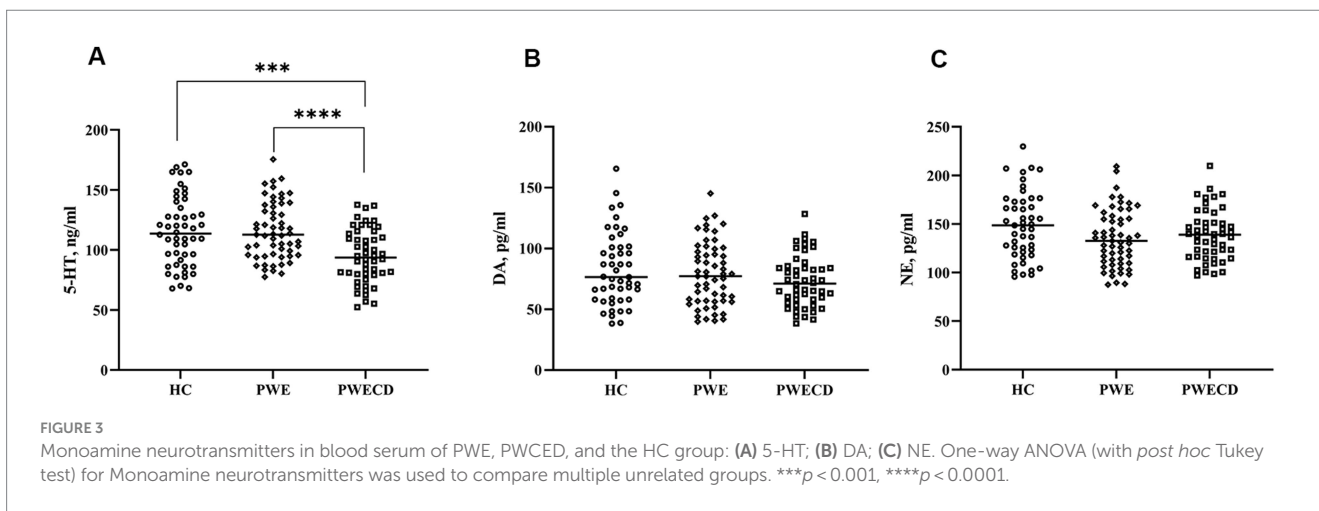 A
B
C
***
****
5-HT, ng/ml
200
150
100
50
0
HC PWE PWECD
DA, pg/ml
200
150
100
50
0
HC PWE PWECD
NE, pg/ml
250
200
150
100
50
0
HC PWE PWECD
FIGURE 3
Monoamine neurotransmitters in blood serum of PWE, PWCED, and the HC group: (A) 5-HT; (B) DA; (C) NE. One-way ANOVA (with post hoc Tukey
test) for Monoamine neurotransmitters was used to compare multiple unrelated groups. ***p < 0.001, ****p < 0.0001.